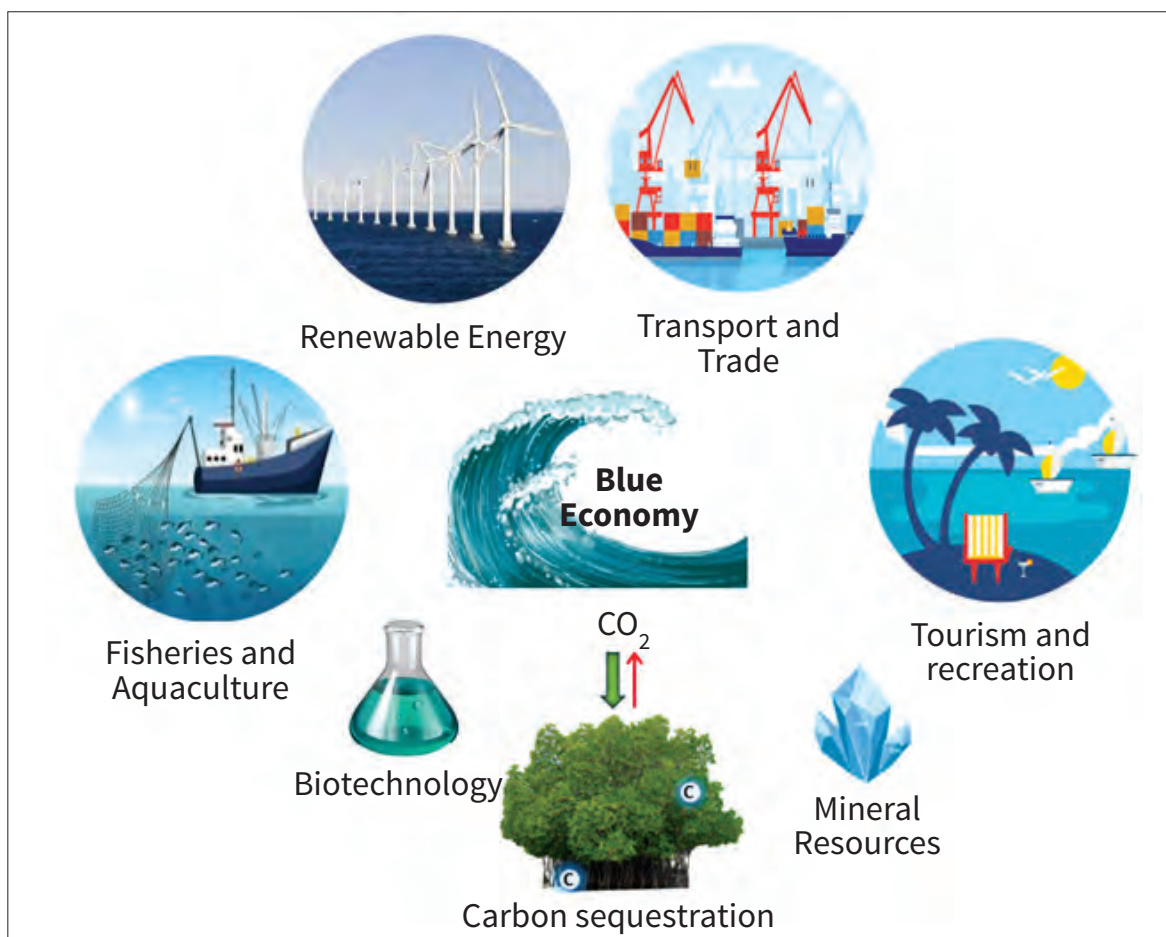 Renewable Energy
Transport and
Trade
Blue
Economy
Fisheries and
Aquaculture
CO₂
Tourism and
recreation
Biotechnology
C
Mineral
Resources
C
Carbon sequestration